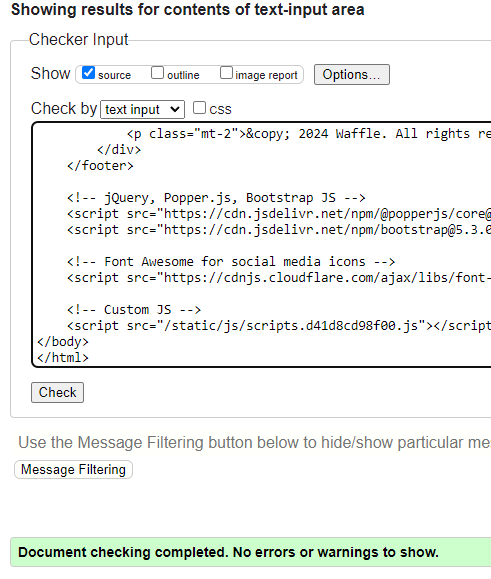 Showing results for contents of text-input area
Checker Input
Show source outline image report Options...
Check by text input css
<p class="mt-2">&copy; 2024 Waffle. All rights re
</div>
</footer>
<!-- jQuery, Popper.js, Bootstrap JS -->
<script src="https://cdn.jsdelivr.net/npm/@popperjs/core@
<script src="https://cdn.jsdelivr.net/npm/bootstrap@5.3.0
<!-- Font Awesome for social media icons -->
<script src="https://cdnjs.cloudflare.com/ajax/libs/font-
<!-- Custom JS -->
<script src="/static/js/scripts.d41d8cd98f00.js"></script
</body>
</html>
Check
Use the Message Filtering button below to hide/show particular me
Message Filtering
Document checking completed. No errors or warnings to show.